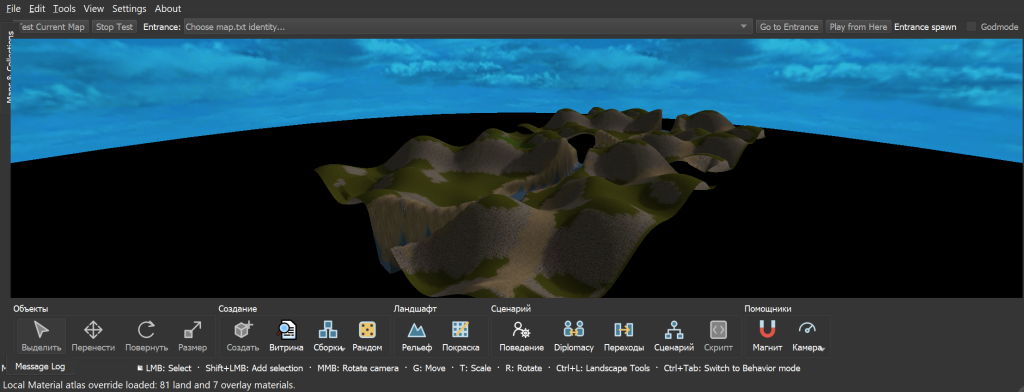 File Edit Tools View Settings About
est Current Map Stop Test Entrance: Choose map.txt identity... Go to Entrance Play from Here Entrance spawn Godmode
Maps & Collections
Объекты Создание Ландшафт Сценарий Помощники
Выделить Перенести Повернуть Размер Создать Витрина Сборки Рандом Рельеф Покраска Поведение Diplomacy Переходы Сценарий Скрипт Магнит Камера
Message Log
LMB: Select · Shift+LMB: Add selection · MMB: Rotate camera · G: Move · T: Scale · R: Rotate · Ctrl+L: Landscape Tools · Ctrl+Tab: Switch to Behavior mode
Local Material atlas override loaded: 81 land and 7 overlay materials.